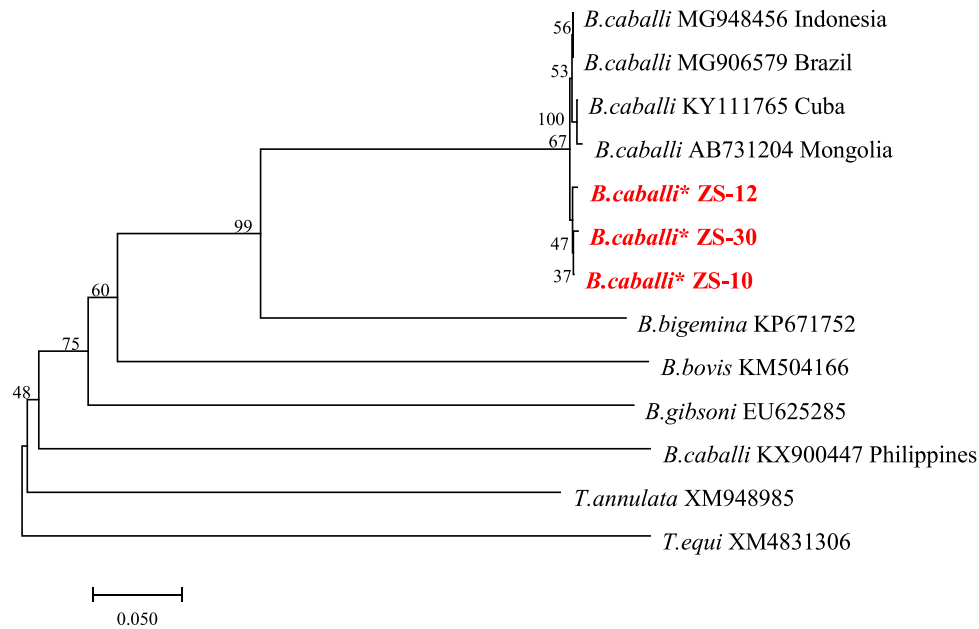 56
B.caballi MG948456 Indonesia
53
B.caballi MG906579 Brazil
100
B.caballi KY111765 Cuba
67
B.caballi AB731204 Mongolia
B.caballi* ZS-12
99
47
B.caballi* ZS-30
37
B.caballi* ZS-10
60
B.bigemina KP671752
75
B.bovis KM504166
48
B.gibsoni EU625285
B.caballi KX900447 Philippines
T.annulata XM948985
T.equi XM4831306
0.050